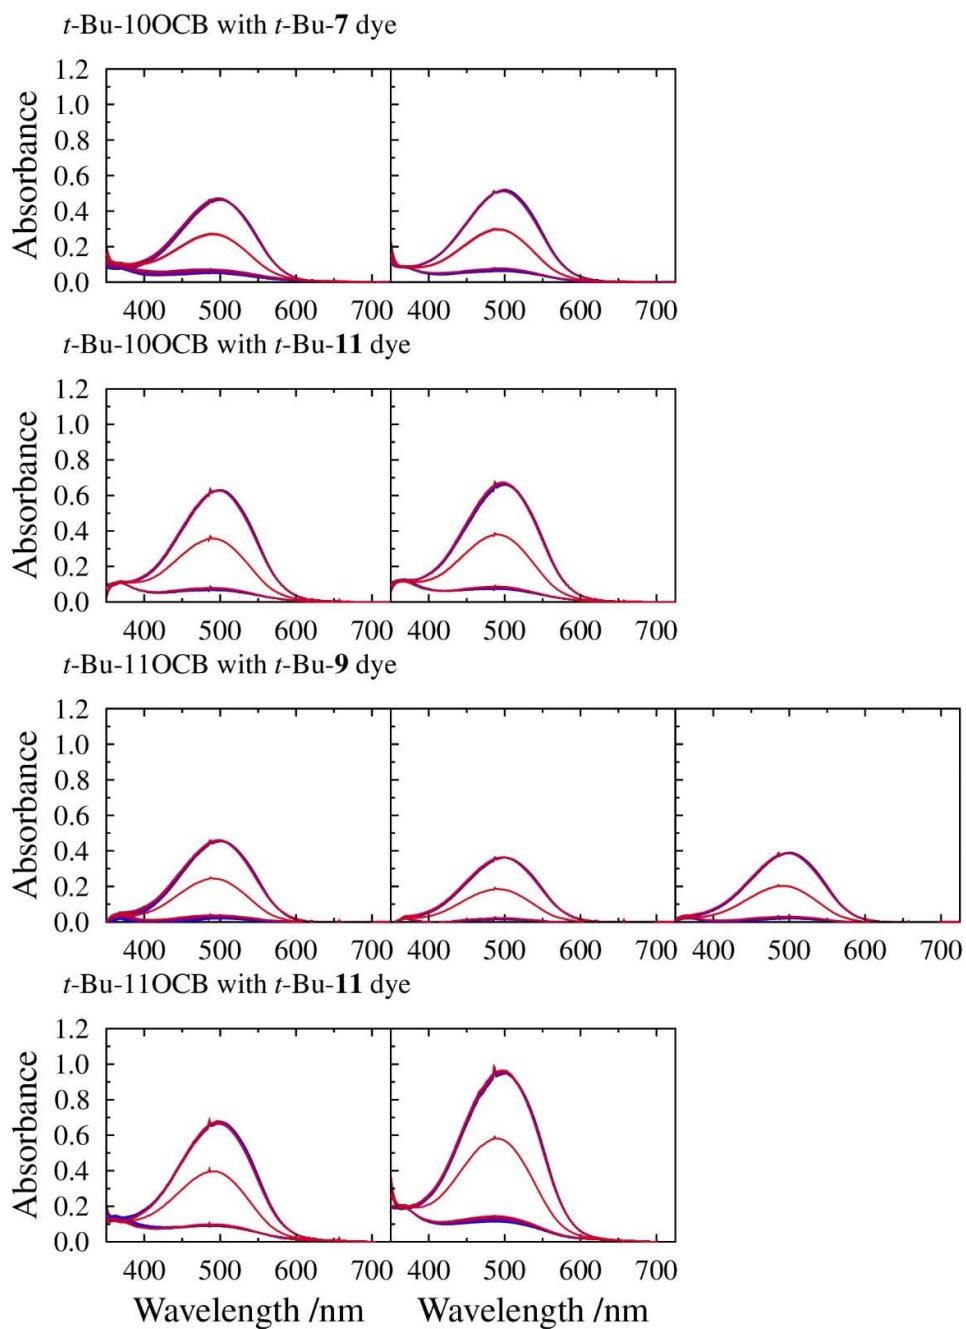 t-Bu-10OCB with t-Bu-7 dye
Absorbance
1.2
1.0
0.8
0.6
0.4
0.2
0.0
400 500 600 700 400 500 600 700
t-Bu-10OCB with t-Bu-11 dye
Absorbance
1.2
1.0
0.8
0.6
0.4
0.2
0.0
400 500 600 700 400 500 600 700
t-Bu-11OCB with t-Bu-9 dye
Absorbance
1.2
1.0
0.8
0.6
0.4
0.2
0.0
400 500 600 700 400 500 600 700 400 500 600 700
t-Bu-11OCB with t-Bu-11 dye
Absorbance
1.2
1.0
0.8
0.6
0.4
0.2
0.0
400 500 600 700 400 500 600 700
Wavelength /nm Wavelength /nm